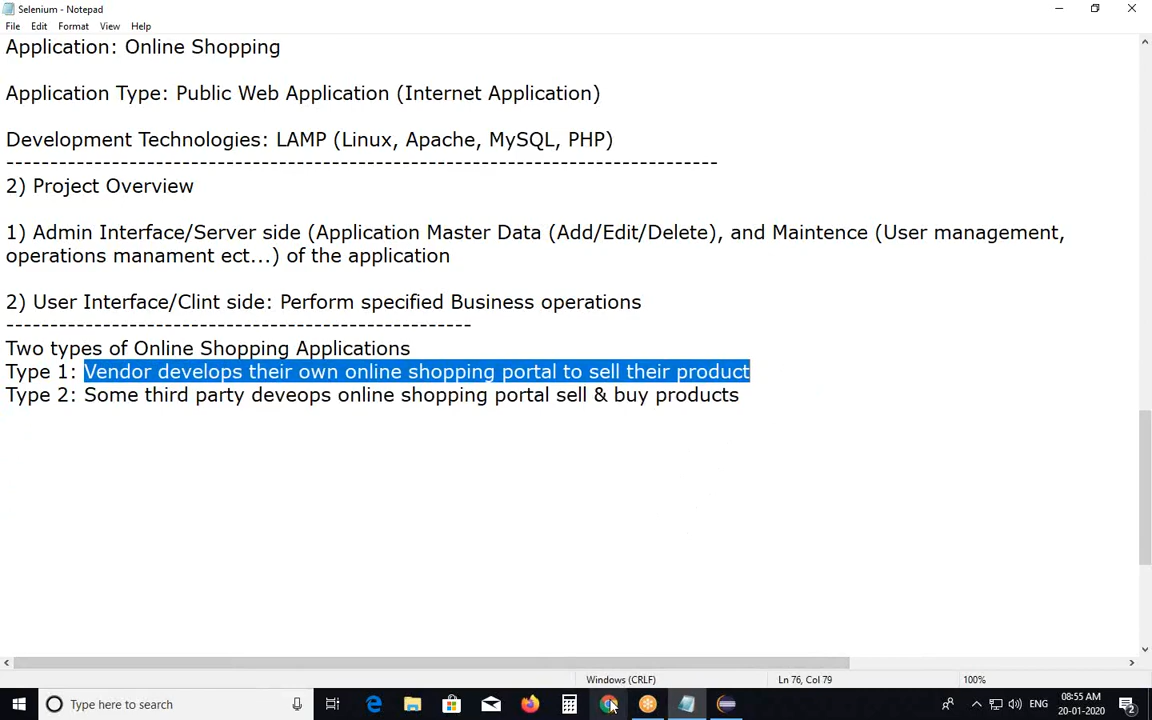 Selenium - Notepad
File Edit Format View Help
Application: Online Shopping
Application Type: Public Web Application (Internet Application)
Development Technologies: LAMP (Linux, Apache, MySQL, PHP)
---------------------------------------------------------------------------------
2) Project Overview
1) Admin Interface/Server side (Application Master Data (Add/Edit/Delete), and Maintence (User management,
operations manament ect...) of the application
2) User Interface/Clint side: Perform specified Business operations
-----------------------------------------------------
Two types of Online Shopping Applications
Type 1: Vendor develops their own online shopping portal to sell their product
Type 2: Some third party deveops online shopping portal sell & buy products
Windows (CRLF) Ln 76, Col 79 100%
Type here to search
ENG
08:55 AM
20-01-2020
2